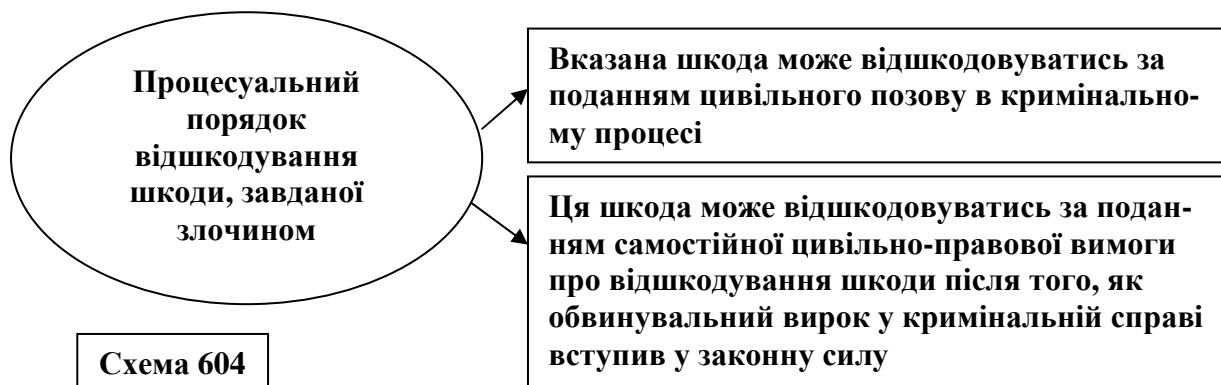 Процесуальний
порядок
відшкодування
шкоди, завданої
злочином
Вказана шкода може відшкодовуватись за
поданням цивільного позову в кримінально-
му процесі
Ця шкода може відшкодовуватись за подан-
ням самостійної цивільно-правової вимоги
про відшкодування шкоди після того, як
обвинувальний вирок у кримінальній справі
вступив у законну силу
Схема 604